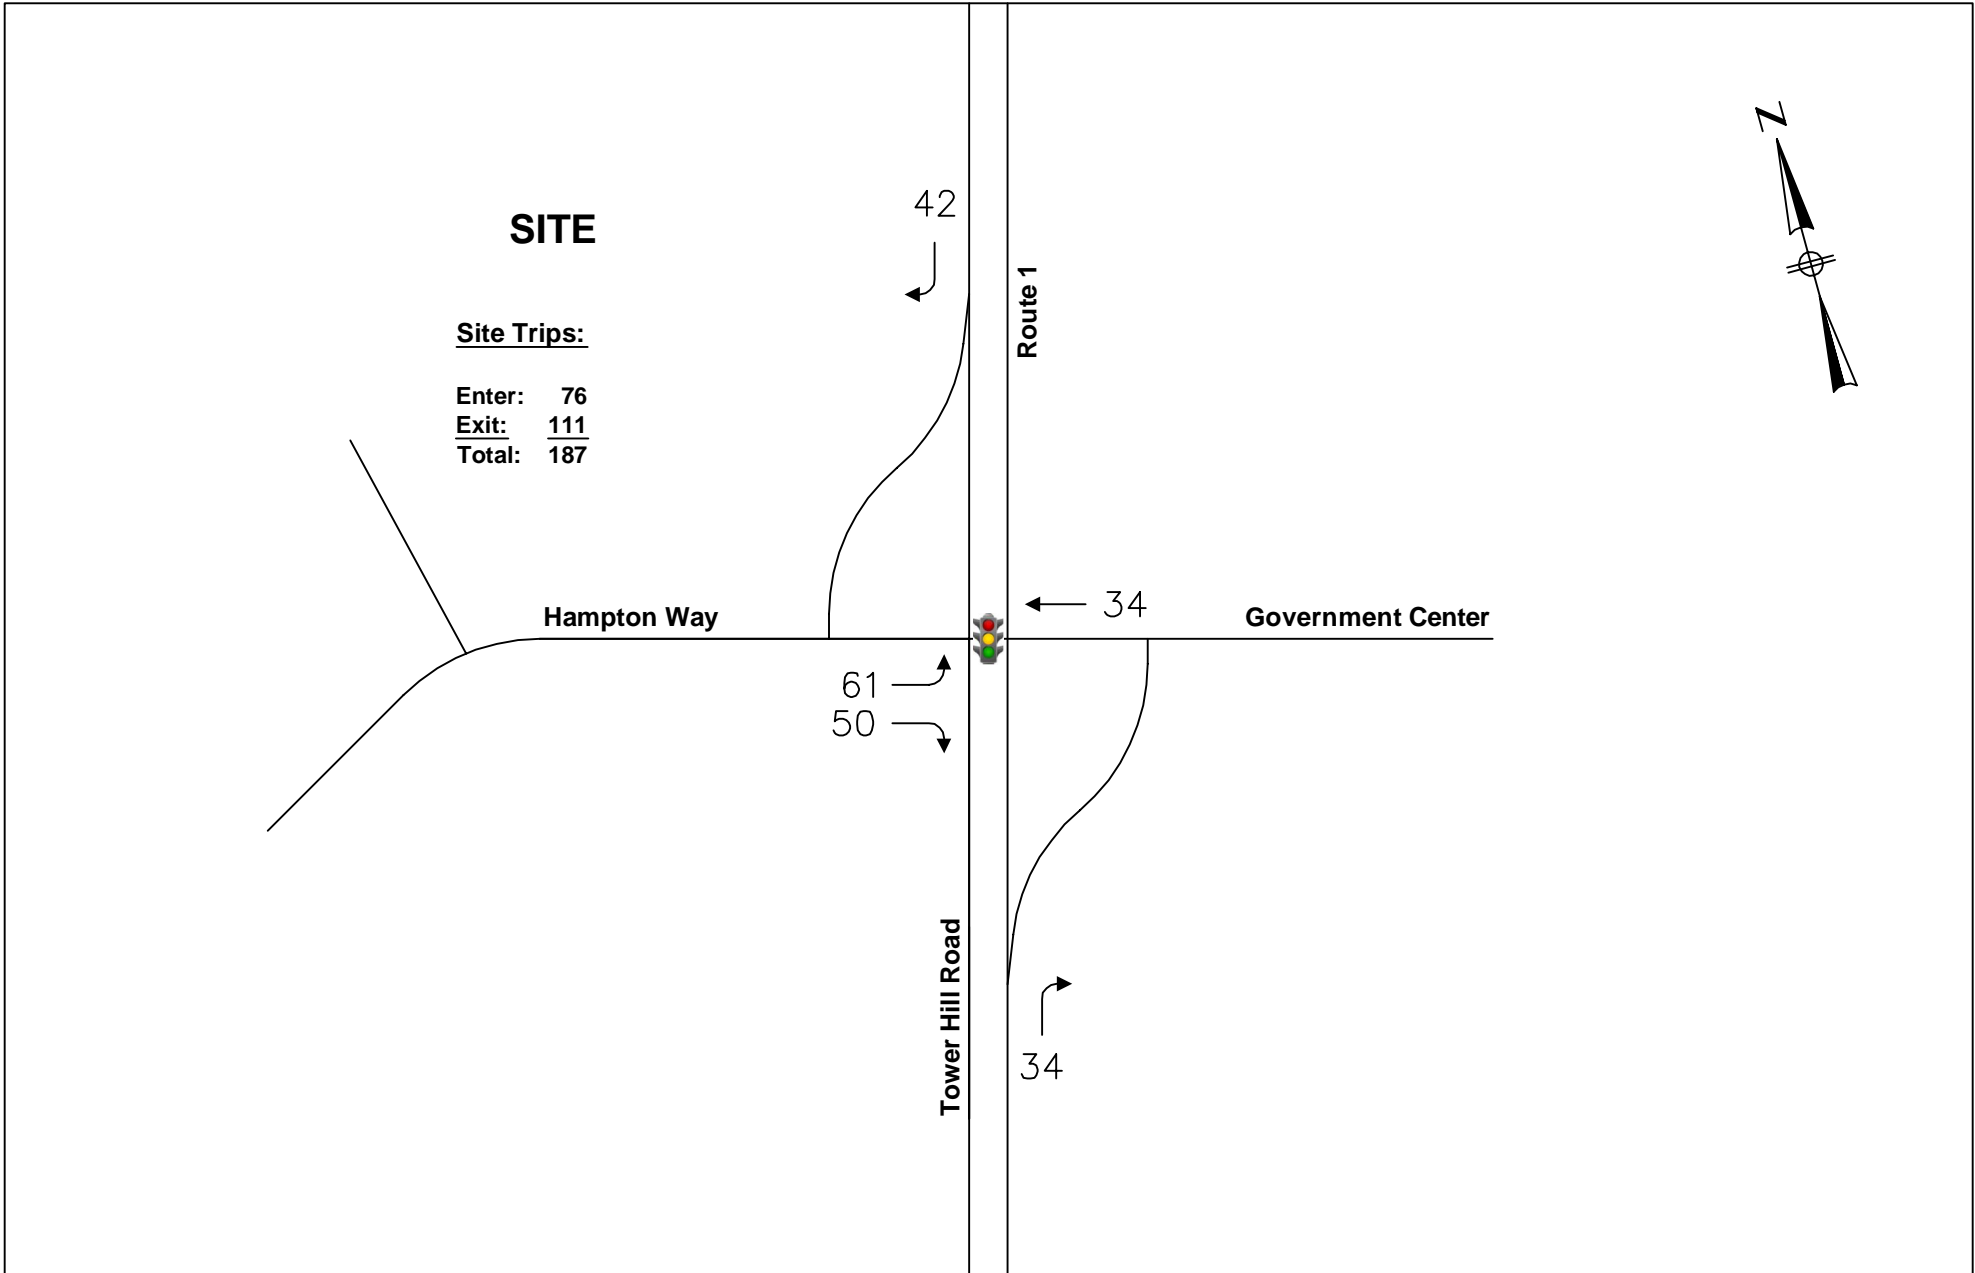 N
42
SITE
Route 1
Site Trips:
Enter: 76
Exit: 111
Total: 187
34
Hampton Way
Government Center
61
50
Tower Hill Road
34